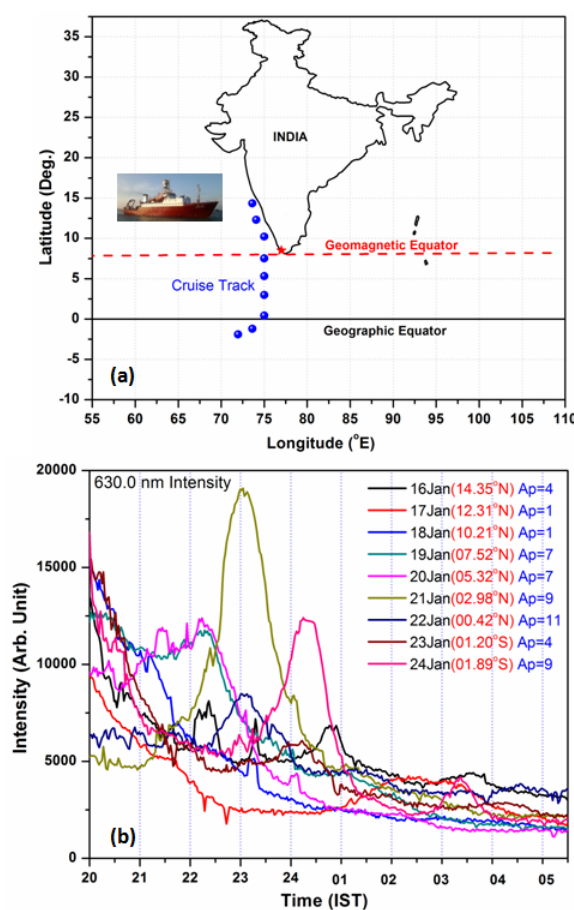 35
30
25
20
15
10
5
0
-5
-10
Latitude (Deg.)
INDIA
Geomagnetic Equator
Cruise Track
Geographic Equator
(a)
55 60 65 70 75 80 85 90 95 100 105 110
Longitude (°E)
20000
15000
10000
5000
0
Intensity (Arb. Unit)
630.0 nm Intensity
16Jan(14.35°N) Ap=4
17Jan(12.31°N) Ap=1
18Jan(10.21°N) Ap=1
19Jan(07.52°N) Ap=7
20Jan(05.32°N) Ap=7
21Jan(02.98°N) Ap=9
22Jan(00.42°N) Ap=11
23Jan(01.20°S) Ap=4
24Jan(01.89°S) Ap=9
(b)
20 21 22 23 24 01 02 03 04 05
Time (IST)